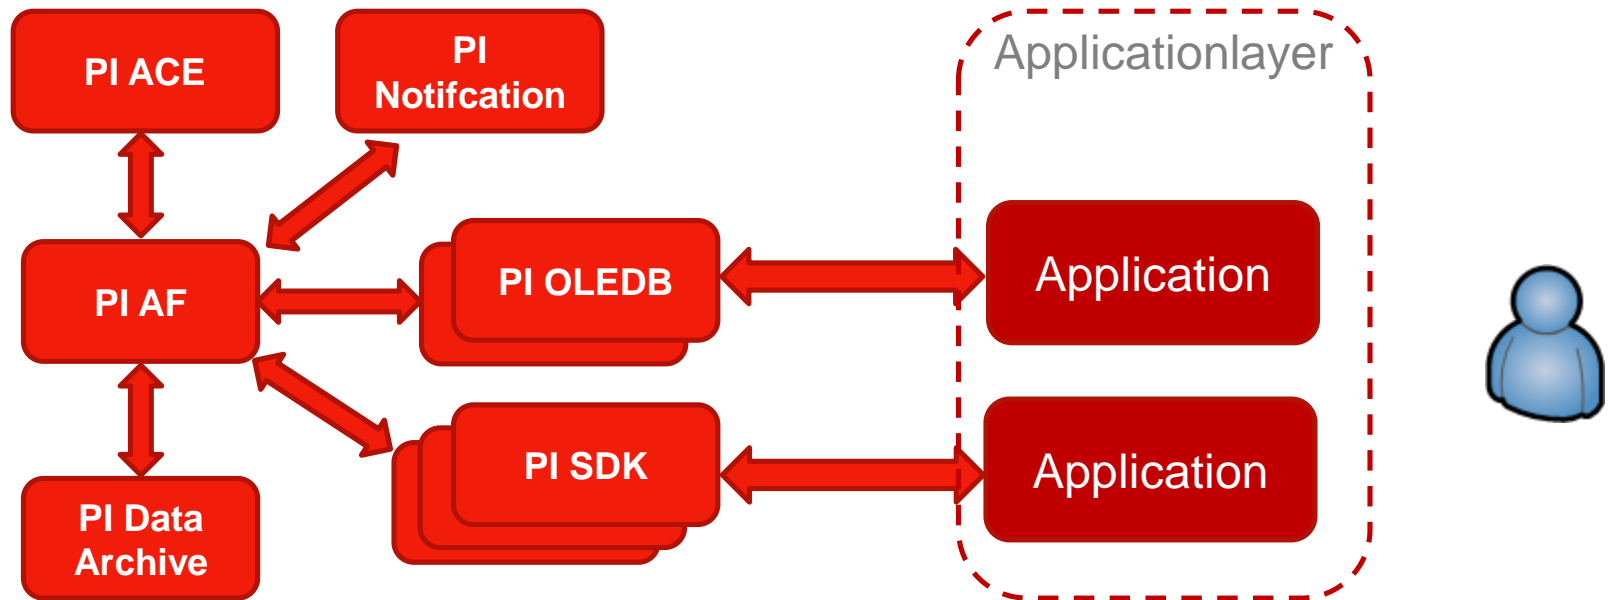 PI ACE
PI
Notifcation
Applicationlayer
PI AF
PI OLEDB
Application
PI SDK
Application
PI Data
Archive